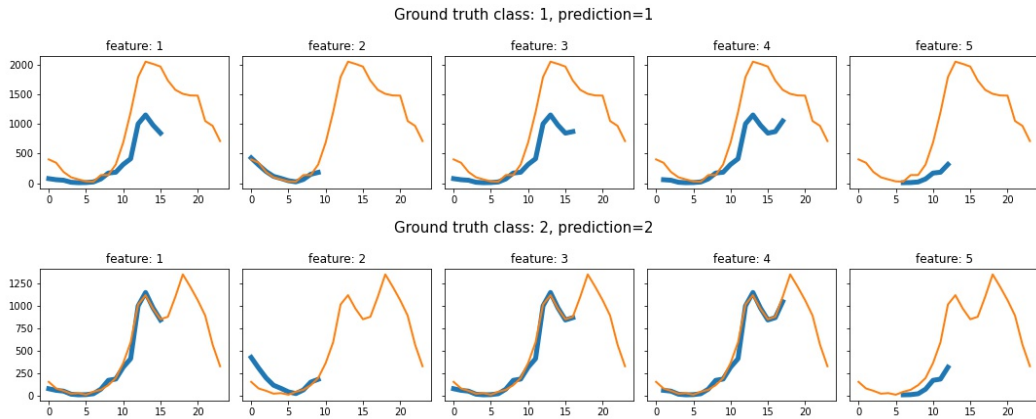 Ground truth class: 1, prediction=1
feature: 1 feature: 2 feature: 3 feature: 4 feature: 5
2000
1500
1000
500
0
0 5 10 15 20 0 5 10 15 20 0 5 10 15 20 0 5 10 15 20 0 5 10 15 20
Ground truth class: 2, prediction=2
feature: 1 feature: 2 feature: 3 feature: 4 feature: 5
1250
1000
750
500
250
0
0 5 10 15 20 0 5 10 15 20 0 5 10 15 20 0 5 10 15 20 0 5 10 15 20